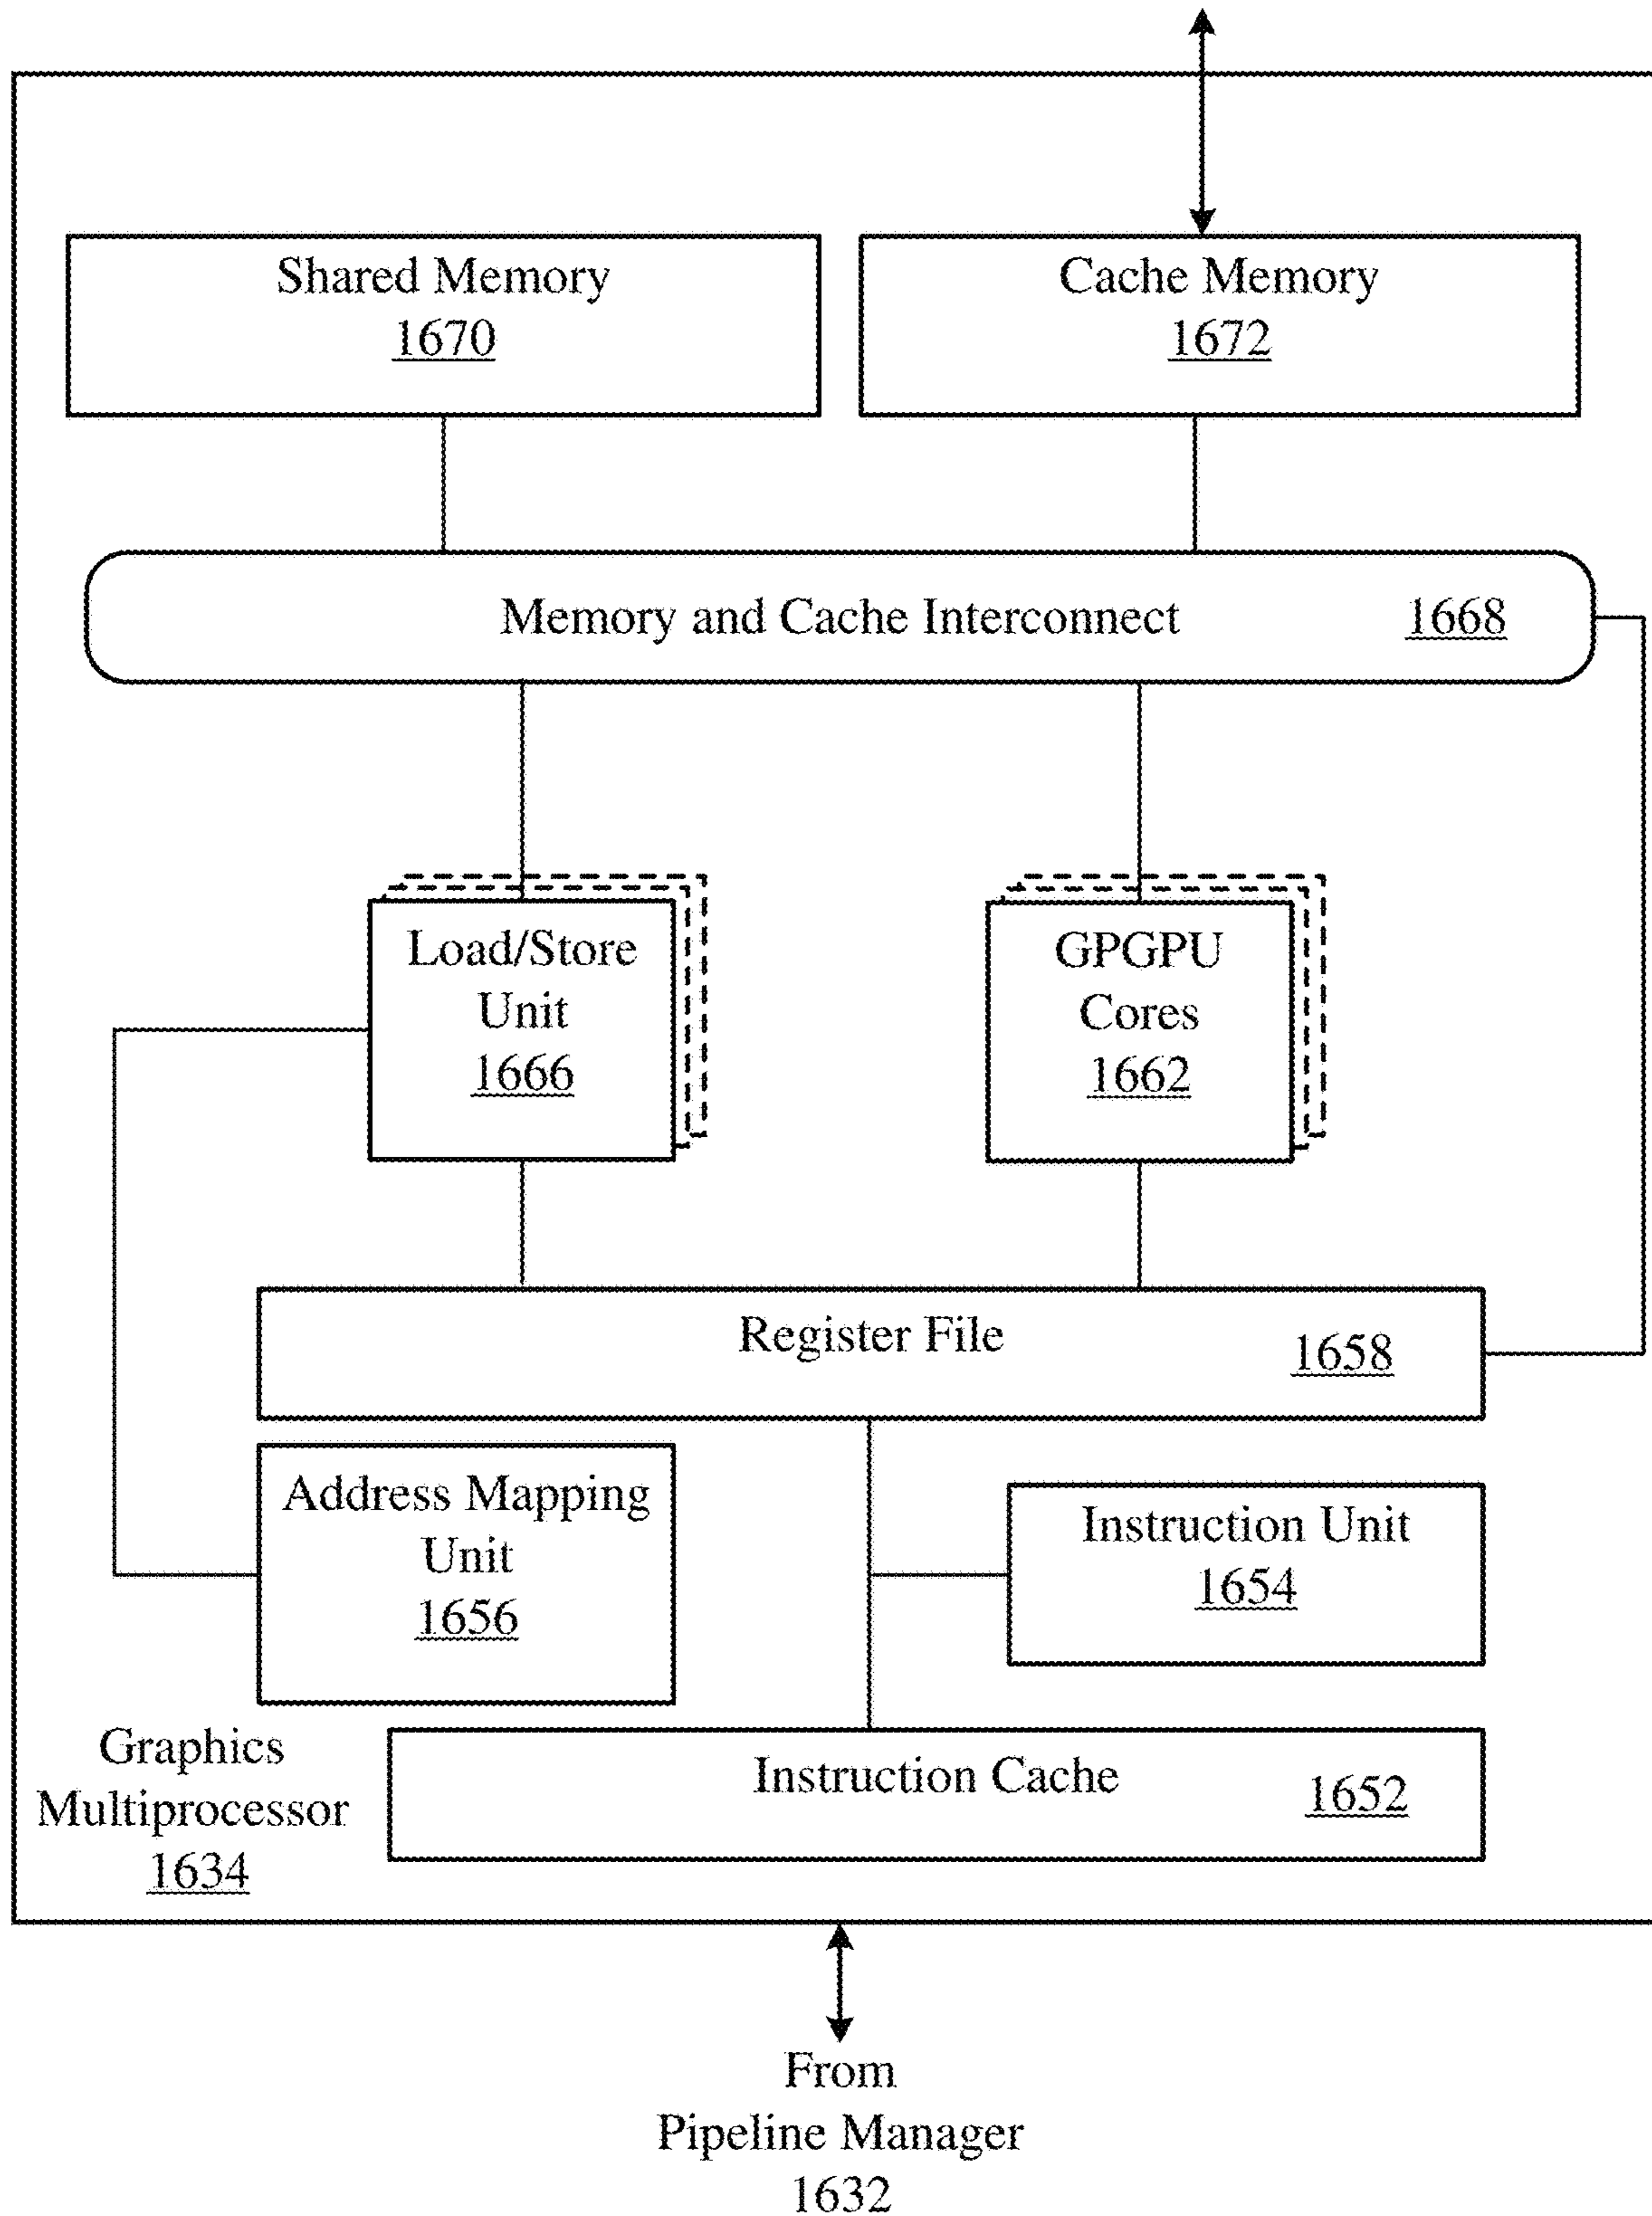 Shared Memory
1670
Cache Memory
1672
Memory and Cache Interconnect 1668
Load/Store
Unit
1666
GPGPU
Cores
1662
Register File 1658
Address Mapping
Unit
1656
Instruction Unit
1654
Graphics
Multiprocessor
1634
Instruction Cache 1652
From
Pipeline Manager
1632